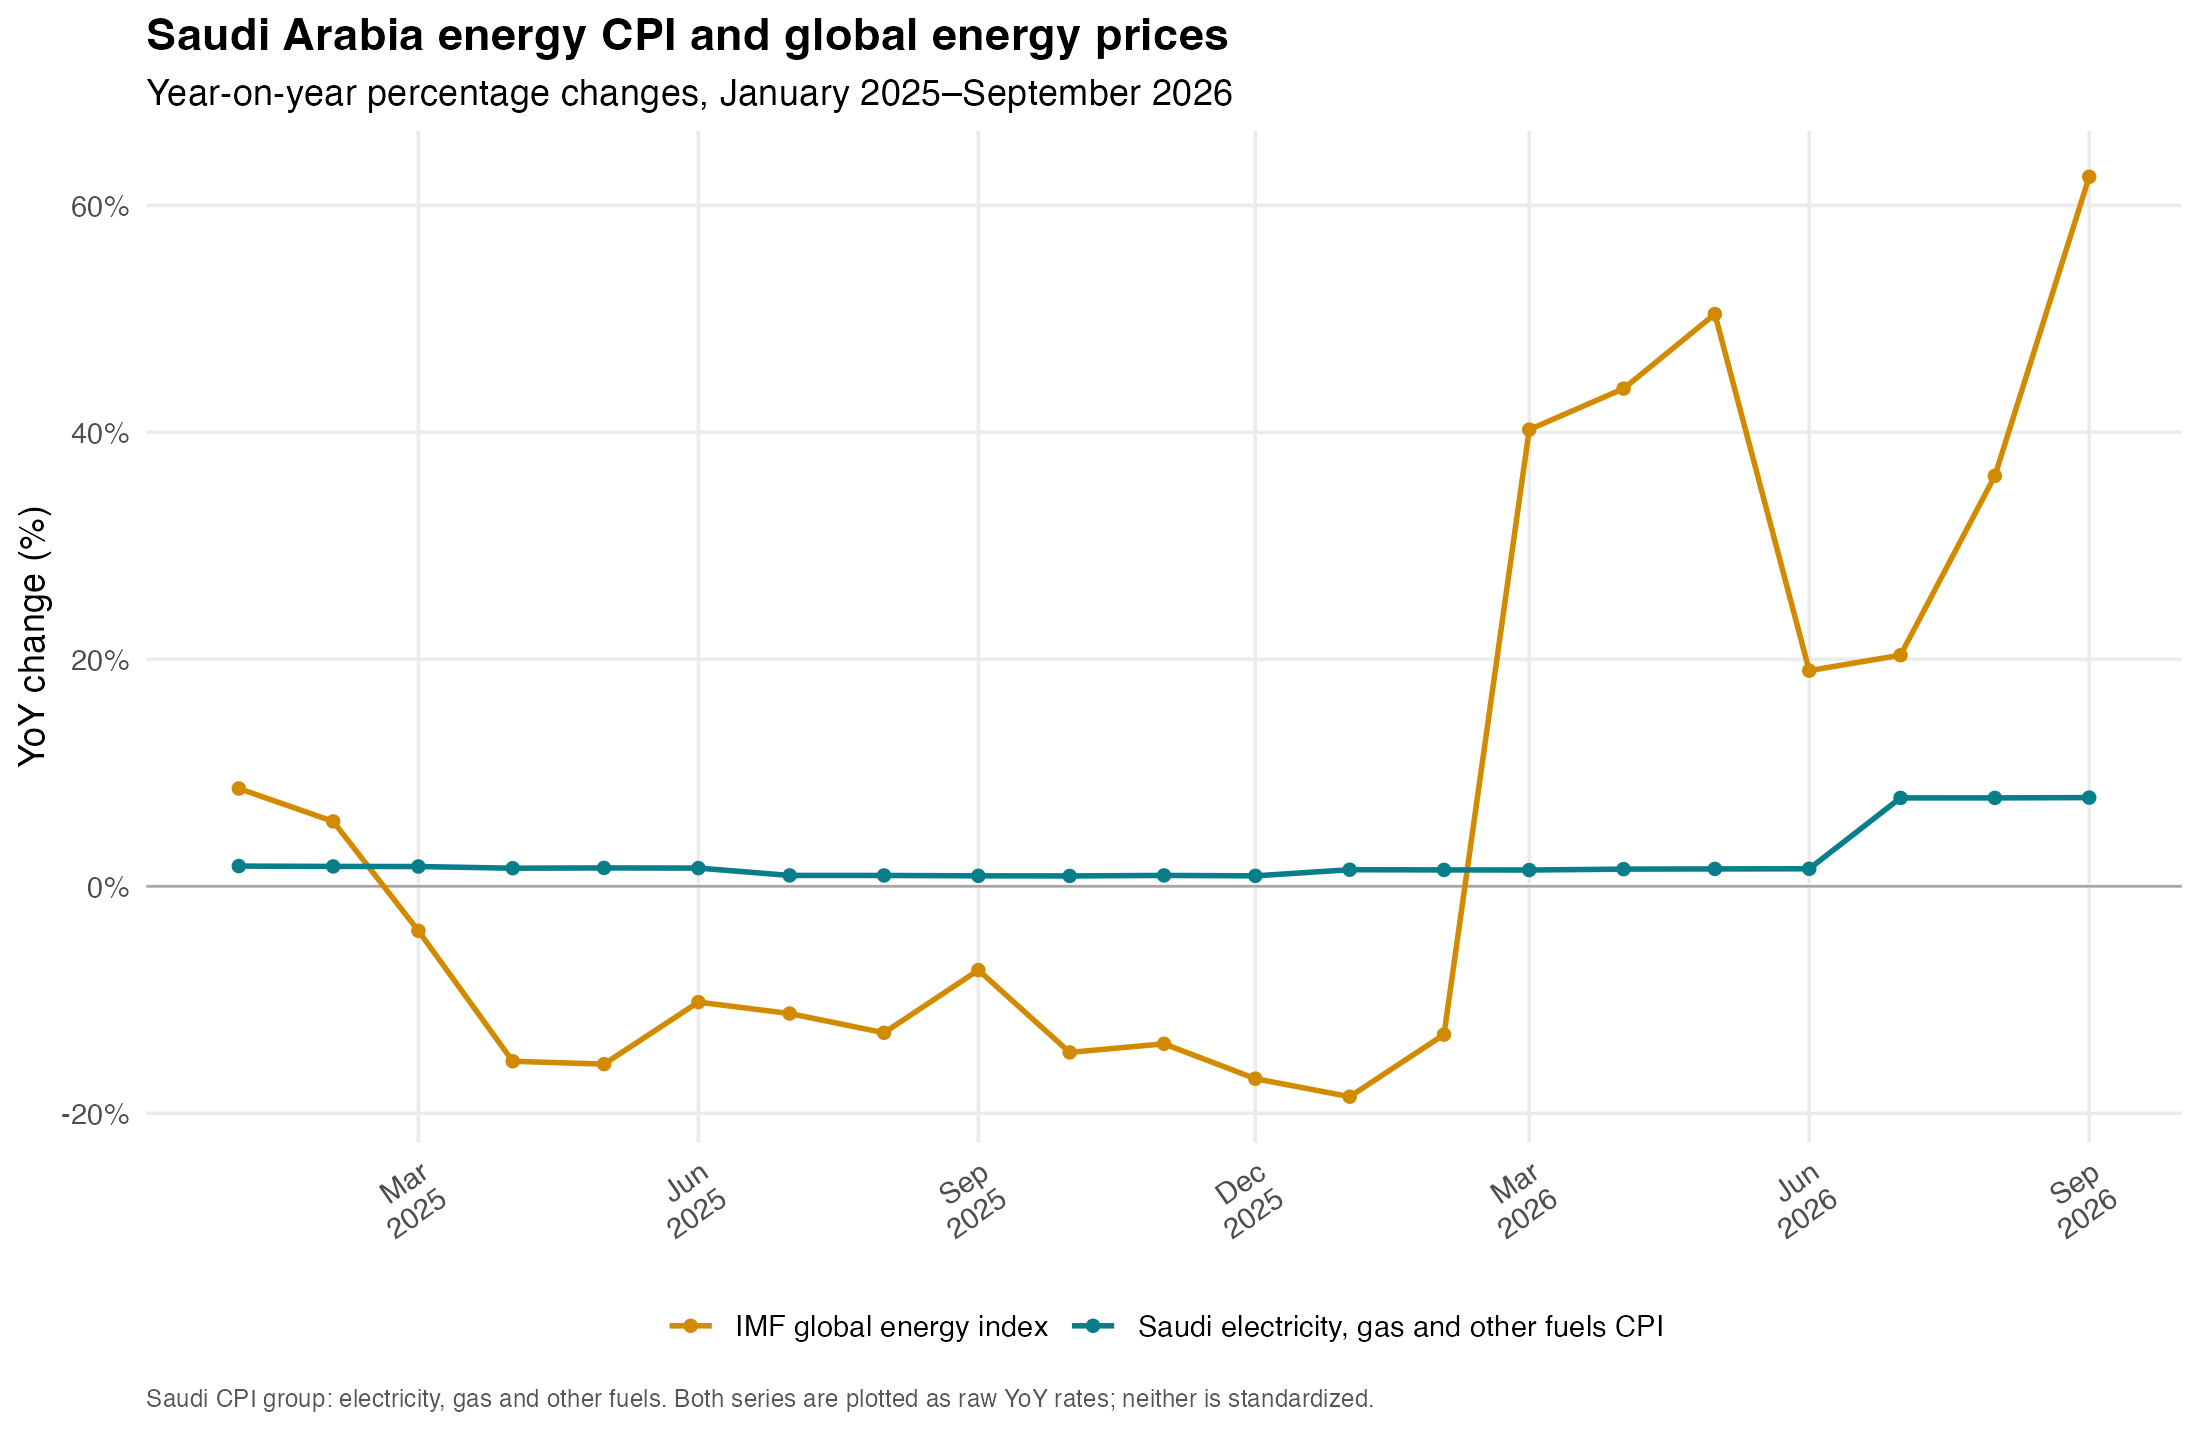 Saudi Arabia energy CPI and global energy prices
Year-on-year percentage changes, January 2025–September 2026
YoY change (%)
60%
40%
20%
0%
-20%
Mar
2025
Jun
2025
Sep
2025
Dec
2025
Mar
2026
Jun
2026
Sep
2026
IMF global energy index
Saudi electricity, gas and other fuels CPI
Saudi CPI group: electricity, gas and other fuels. Both series are plotted as raw YoY rates; neither is standardized.